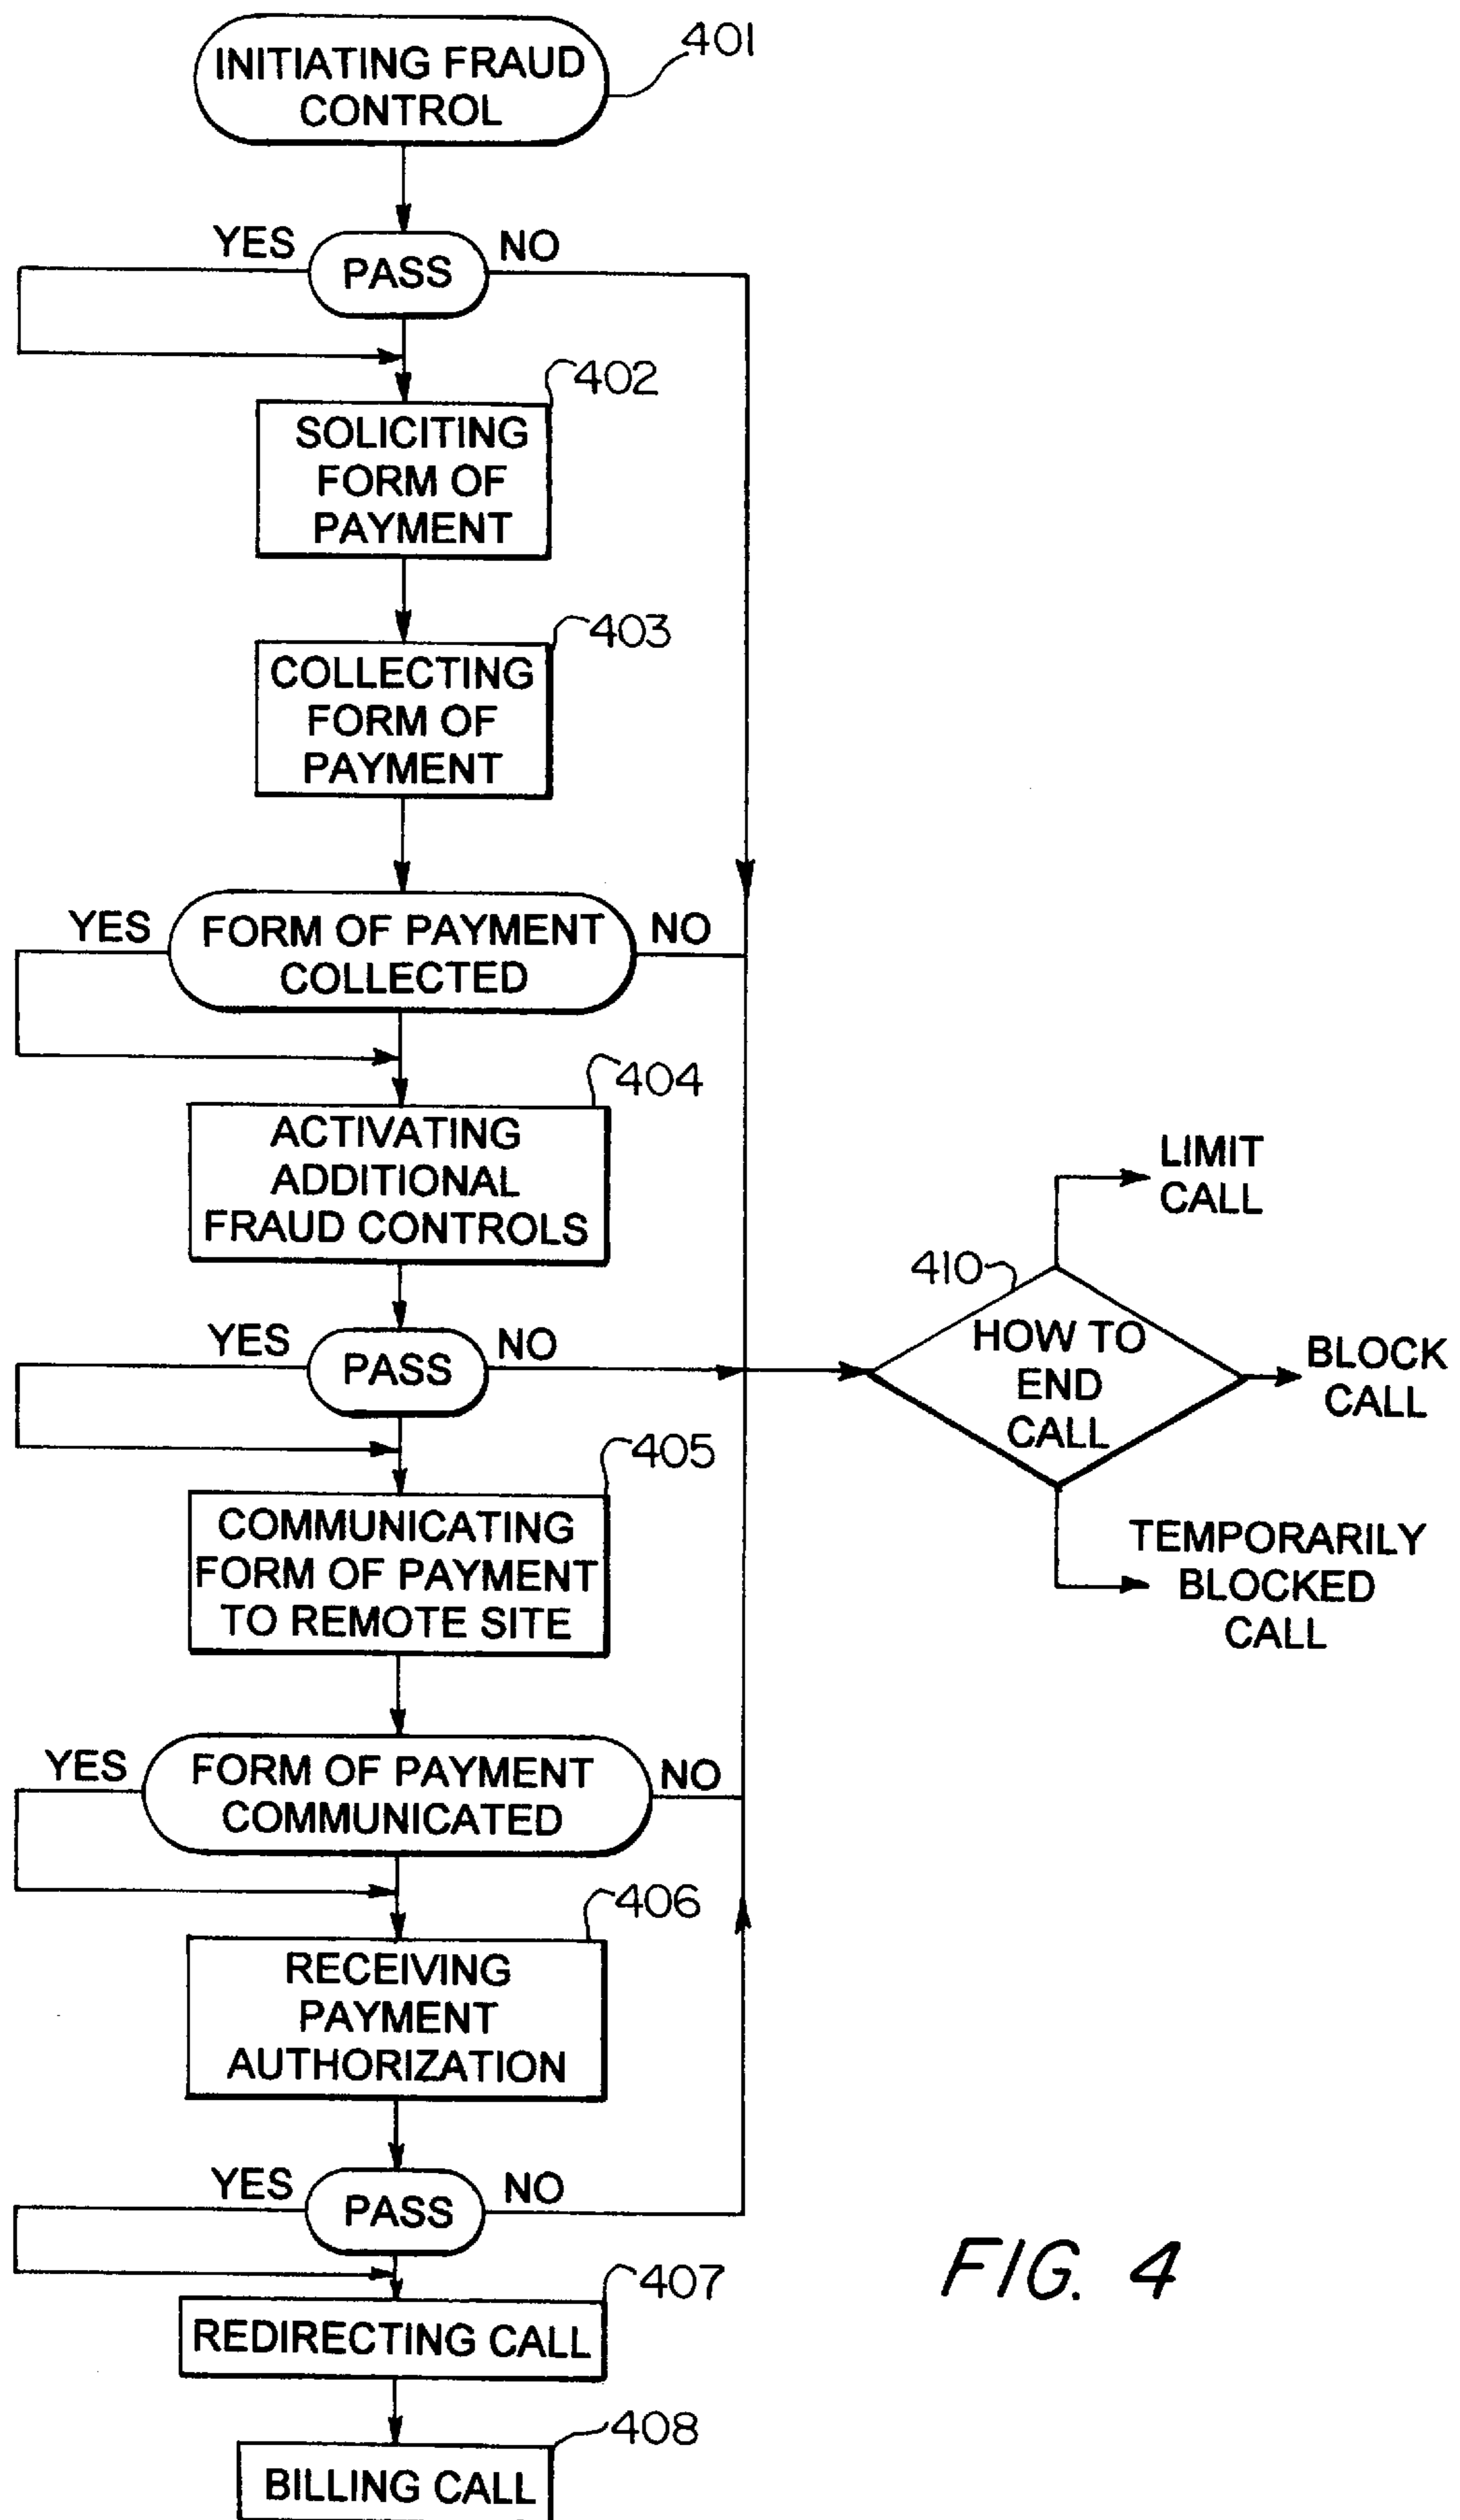 INITIATING FRAUD
CONTROL
401
YES
PASS
NO
402
SOLICITING
FORM OF
PAYMENT
403
COLLECTING
FORM OF
PAYMENT
YES
FORM OF PAYMENT
COLLECTED
NO
404
ACTIVATING
ADDITIONAL
FRAUD CONTROLS
YES
PASS
NO
410
HOW TO
END
CALL
LIMIT
CALL
BLOCK
CALL
TEMPORARILY
BLOCKED
CALL
405
COMMUNICATING
FORM OF PAYMENT
TO REMOTE SITE
YES
FORM OF PAYMENT
COMMUNICATED
NO
406
RECEIVING
PAYMENT
AUTHORIZATION
YES
PASS
NO
407
REDIRECTING CALL
408
BILLING CALL
FIG. 4